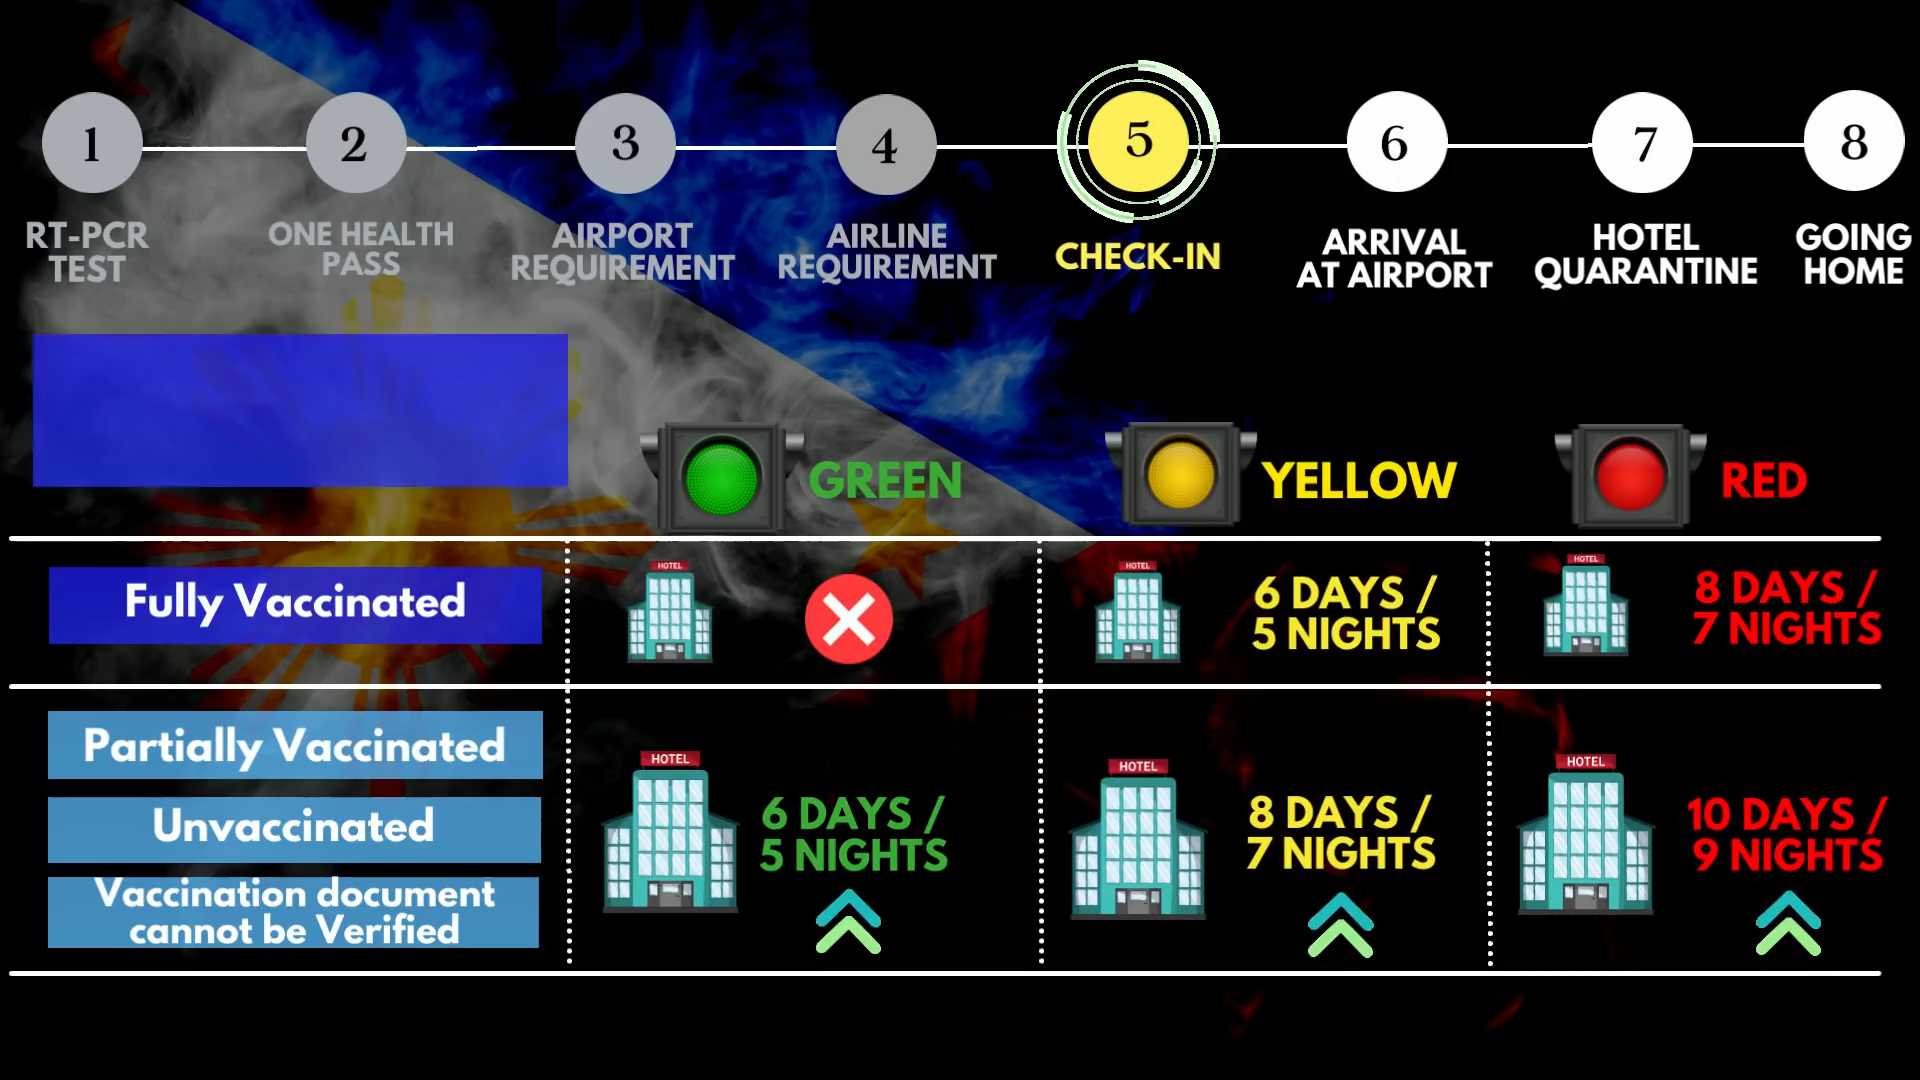 1
2
3
4
5
6
7
8
RT-PCR
TEST
ONE HEALTH
PASS
AIRPORT
REQUIREMENT
AIRLINE
REQUIREMENT
CHECK-IN
ARRIVAL
AT AIRPORT
HOTEL
QUARANTINE
GOING
HOME
GREEN
YELLOW
RED
Fully Vaccinated
HOTEL
HOTEL
6 DAYS /
5 NIGHTS
HOTEL
8 DAYS /
7 NIGHTS
Partially Vaccinated
Unvaccinated
Vaccination document
cannot be Verified
HOTEL
6 DAYS /
5 NIGHTS
HOTEL
8 DAYS /
7 NIGHTS
HOTEL
10 DAYS /
9 NIGHTS